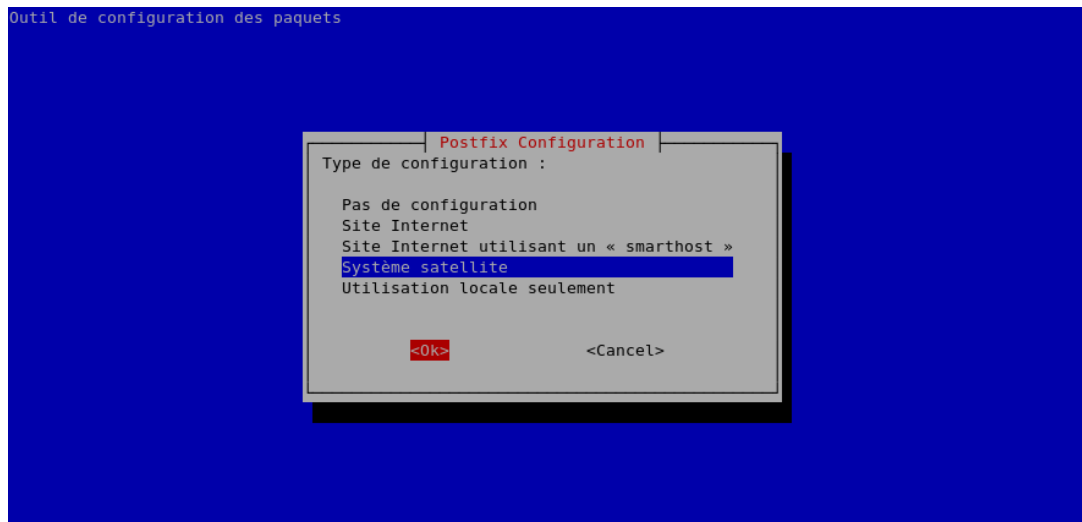 Outil de configuration des paquets
Postfix Configuration
Type de configuration :
Pas de configuration
Site Internet
Site Internet utilisant un « smarthost »
Système satellite
Utilisation locale seulement
<Ok> <Cancel>